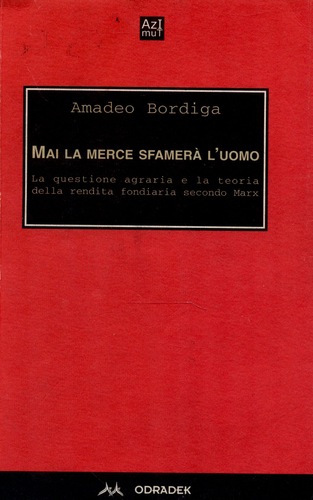 Azi
mut
Amadeo Bordiga
MAI LA MERCE SFAMERÀ L'UOMO
La questione agraria e la teoria
della rendita fondiaria secondo Marx
ODRADEK